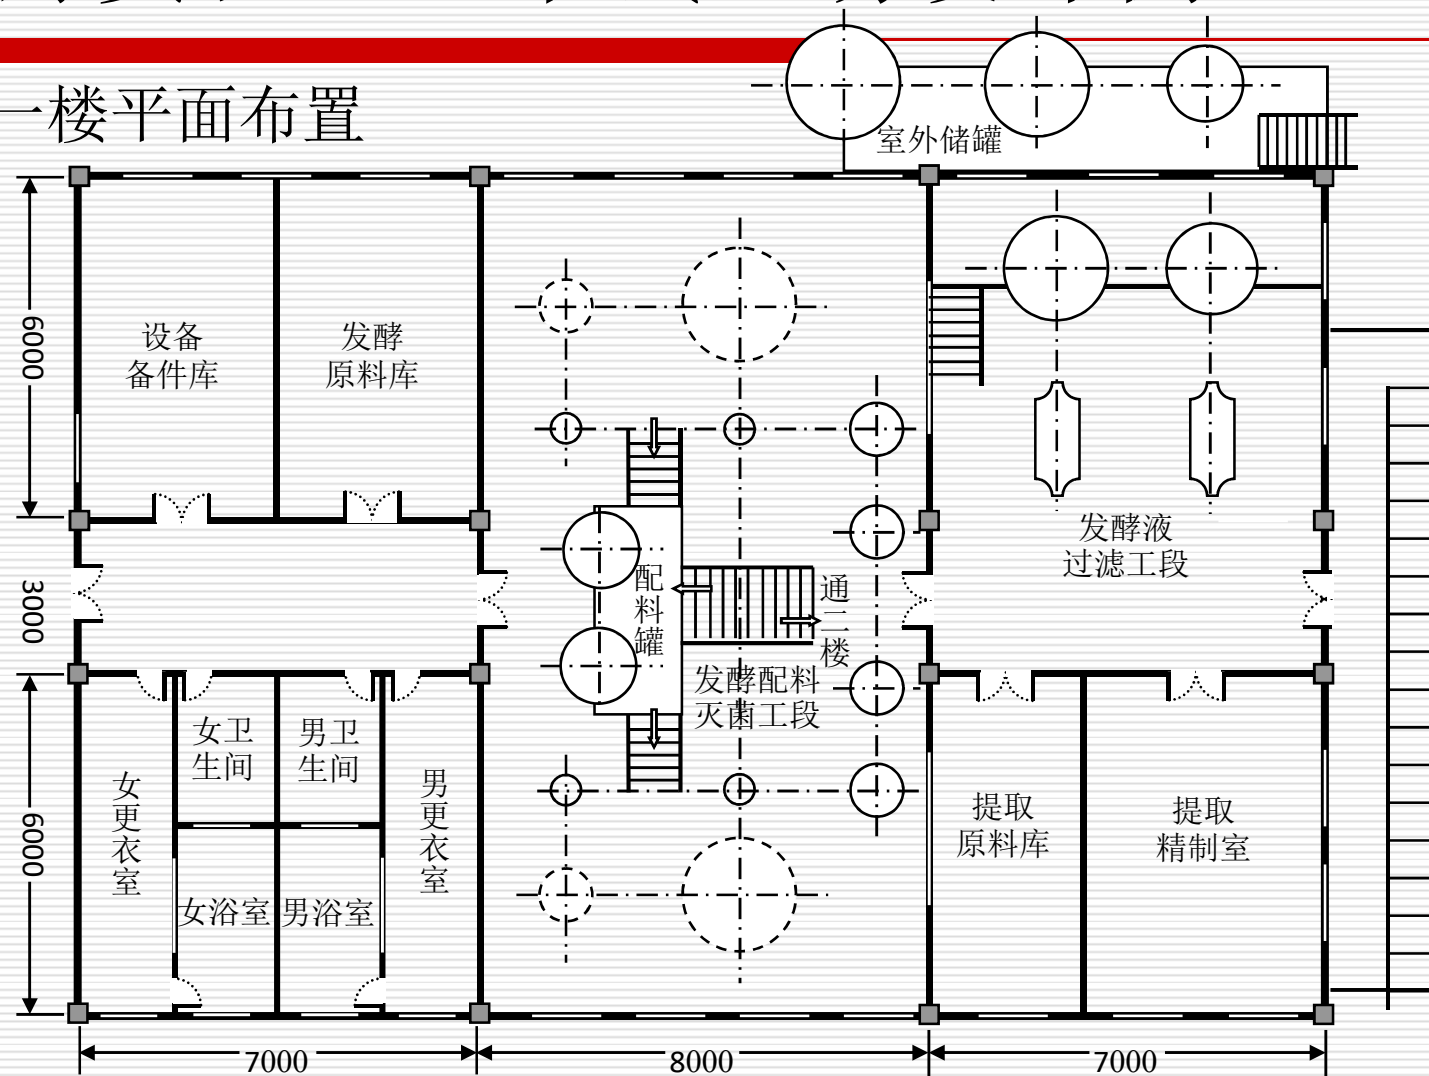 一楼平面布置
室外储罐
6000
3000
6000
设备
备件库
发酵
原料库
配料罐
通二楼
发酵配料
灭菌工段
发酵液
过滤工段
女卫
生间
男卫
生间
女更衣室
男更衣室
女浴室
男浴室
提取
原料库
提取
精制室
7000
8000
7000